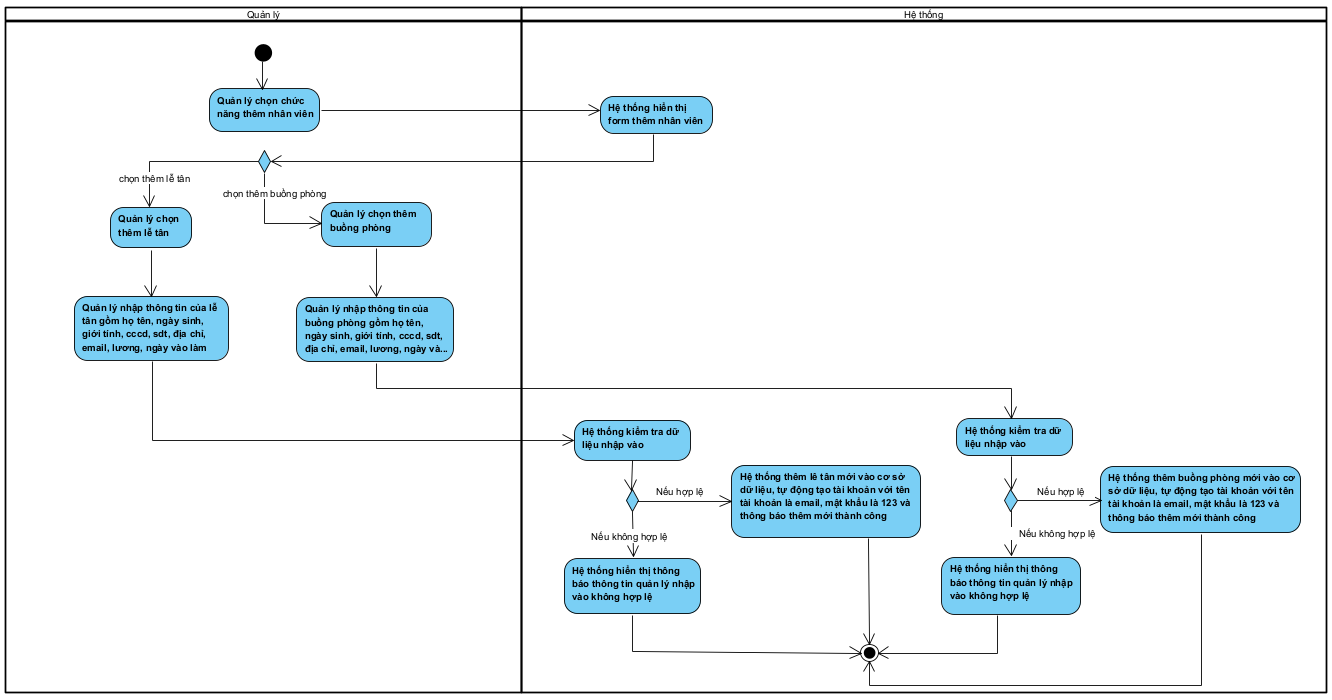 Quản lý
Hệ thống
Quản lý chọn chức
năng thêm nhân viên
Hệ thống hiển thị
form thêm nhân viên
chọn thêm lễ tân
chọn thêm buồng phòng
Quản lý chọn
thêm lễ tân
Quản lý chọn thêm
buồng phòng
Quản lý nhập thông tin của lễ
tân gồm họ tên, ngày sinh,
giới tính, cccd, sdt, địa chỉ,
email, lương, ngày vào làm
Quản lý nhập thông tin của
buồng phòng gồm họ tên,
ngày sinh, giới tính, cccd, sdt,
địa chỉ, email, lương, ngày và...
Hệ thống kiểm tra dữ
liệu nhập vào
Hệ thống kiểm tra dữ
liệu nhập vào
Nếu hợp lệ
Hệ thống thêm lê tân mới vào cơ sở
dữ liệu, tự động tạo tài khoản với tên
tài khoản là email, mật khẩu là 123 và
thông báo thêm mới thành công
Nếu hợp lệ
Hệ thống thêm buồng phòng mới vào cơ
sở dữ liệu, tự động tạo tài khoản với tên
tài khoản là email, mật khẩu là 123 và
thông báo thêm mới thành công
Nếu không hợp lệ
Nếu không hợp lệ
Hệ thống hiển thị thông
báo thông tin quản lý nhập
vào không hợp lệ
Hệ thống hiển thị thông
báo thông tin quản lý nhập
vào không hợp lệ